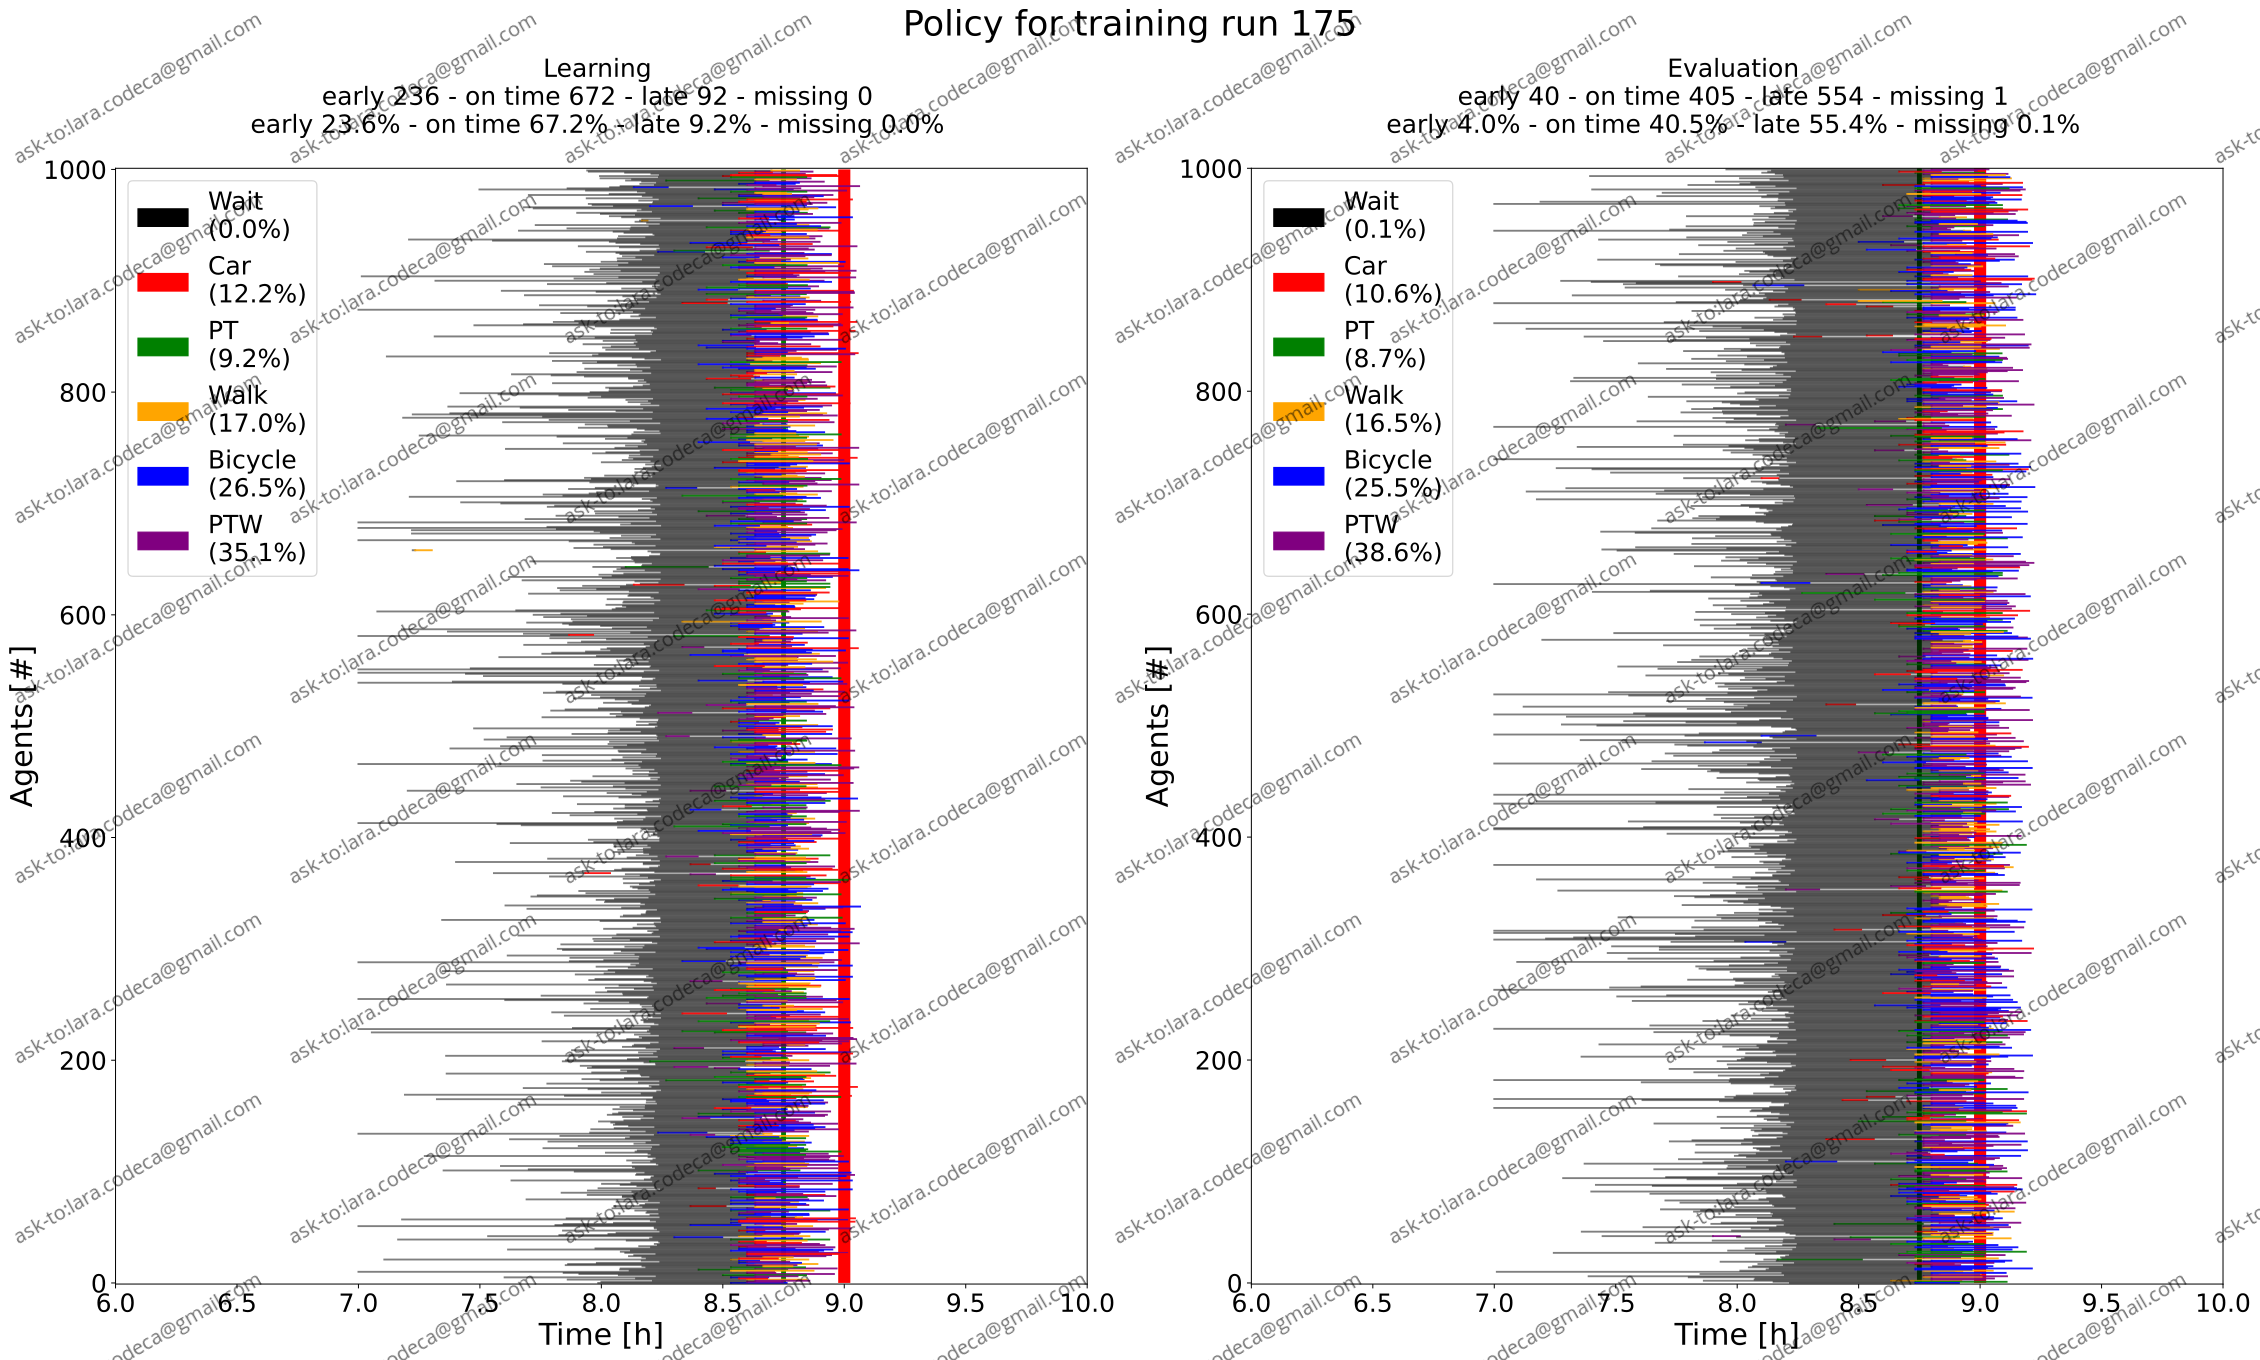 Policy for training run 175
Learning
early 236 - on time 672 - late 92 - missing 0
early 23.6% - on time 67.2% - late 9.2% - missing 0.0%
1000
800
600
400
200
0
Agents [#]
Wait
(0.0%)
Car
(12.2%)
PT
(9.2%)
Walk
(17.0%)
Bicycle
(26.5%)
PTW
(35.1%)
6.0 6.5 7.0 7.5 8.0 8.5 9.0 9.5 10.0
Time [h]
Evaluation
early 40 - on time 405 - late 554 - missing 1
early 4.0% - on time 40.5% - late 55.4% - missing 0.1%
1000
800
600
400
200
0
Agents [#]
Wait
(0.1%)
Car
(10.6%)
PT
(8.7%)
Walk
(16.5%)
Bicycle
(25.5%)
PTW
(38.6%)
6.0 6.5 7.0 7.5 8.0 8.5 9.0 9.5 10.0
Time [h]
ask-to:lara.codeca@gmail.com